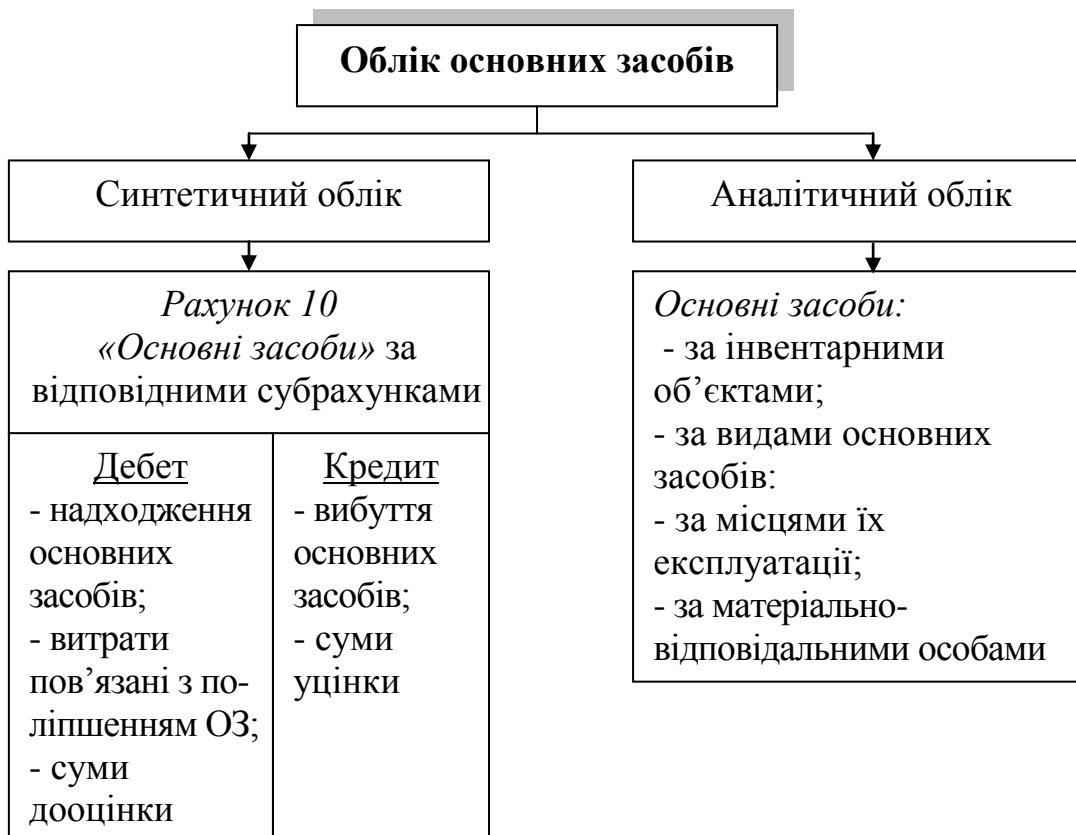 Облік основних засобів
Синтетичний облік
Аналітичний облік
Рахунок 10
«Основні засоби» за
відповідними субрахунками
Дебет
- надходження
основних
засобів;
- витрати
пов’язані з по-
ліпшенням ОЗ;
- суми
дооцінки
Кредит
- вибуття
основних
засобів;
- суми
уцінки
Основні засоби:
- за інвентарними
об’єктами;
- за видами основних
засобів:
- за місцями їх
експлуатації;
- за матеріально-
відповідальними особами